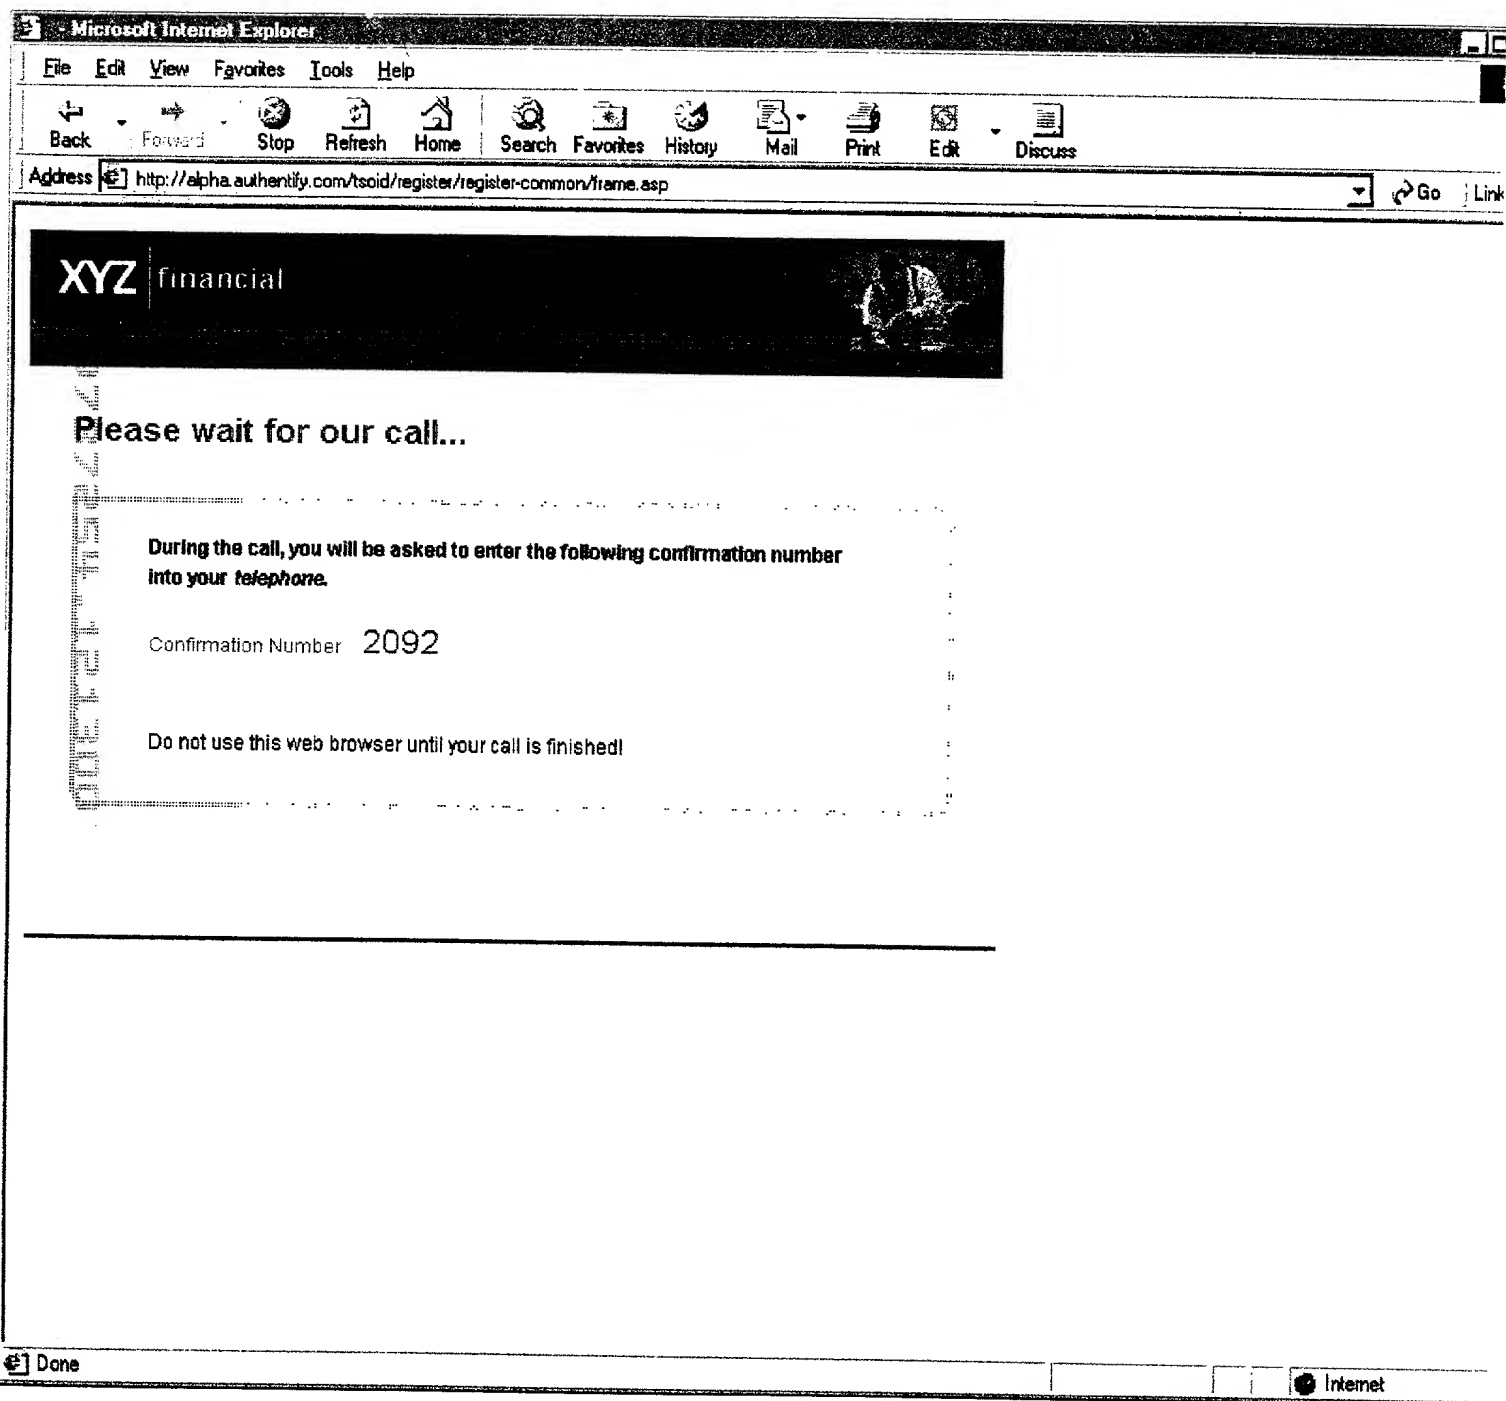 - Microsoft Internet Explorer
File Edit View Favorites Tools Help
Back Forward Stop Refresh Home Search Favorites History Mail Print Edit Discuss
Address http://alpha.authentify.com/tsoid/register/register-common/frame.asp Go Link
XYZ financial
Please wait for our call...
During the call, you will be asked to enter the following confirmation number
into your telephone.
Confirmation Number 2092
Do not use this web browser until your call is finished!
Done Internet